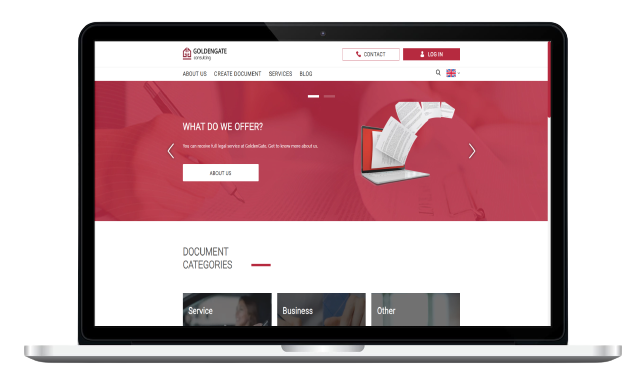 GOLDENGATE
consulting
CONTACT
LOG IN
ABOUT US CREATE DOCUMENT SERVICES BLOG
WHAT DO WE OFFER?
You can receive full legal service at GoldenGate. Get to know more about us.
ABOUT US
DOCUMENT
CATEGORIES
Service
Business
Other